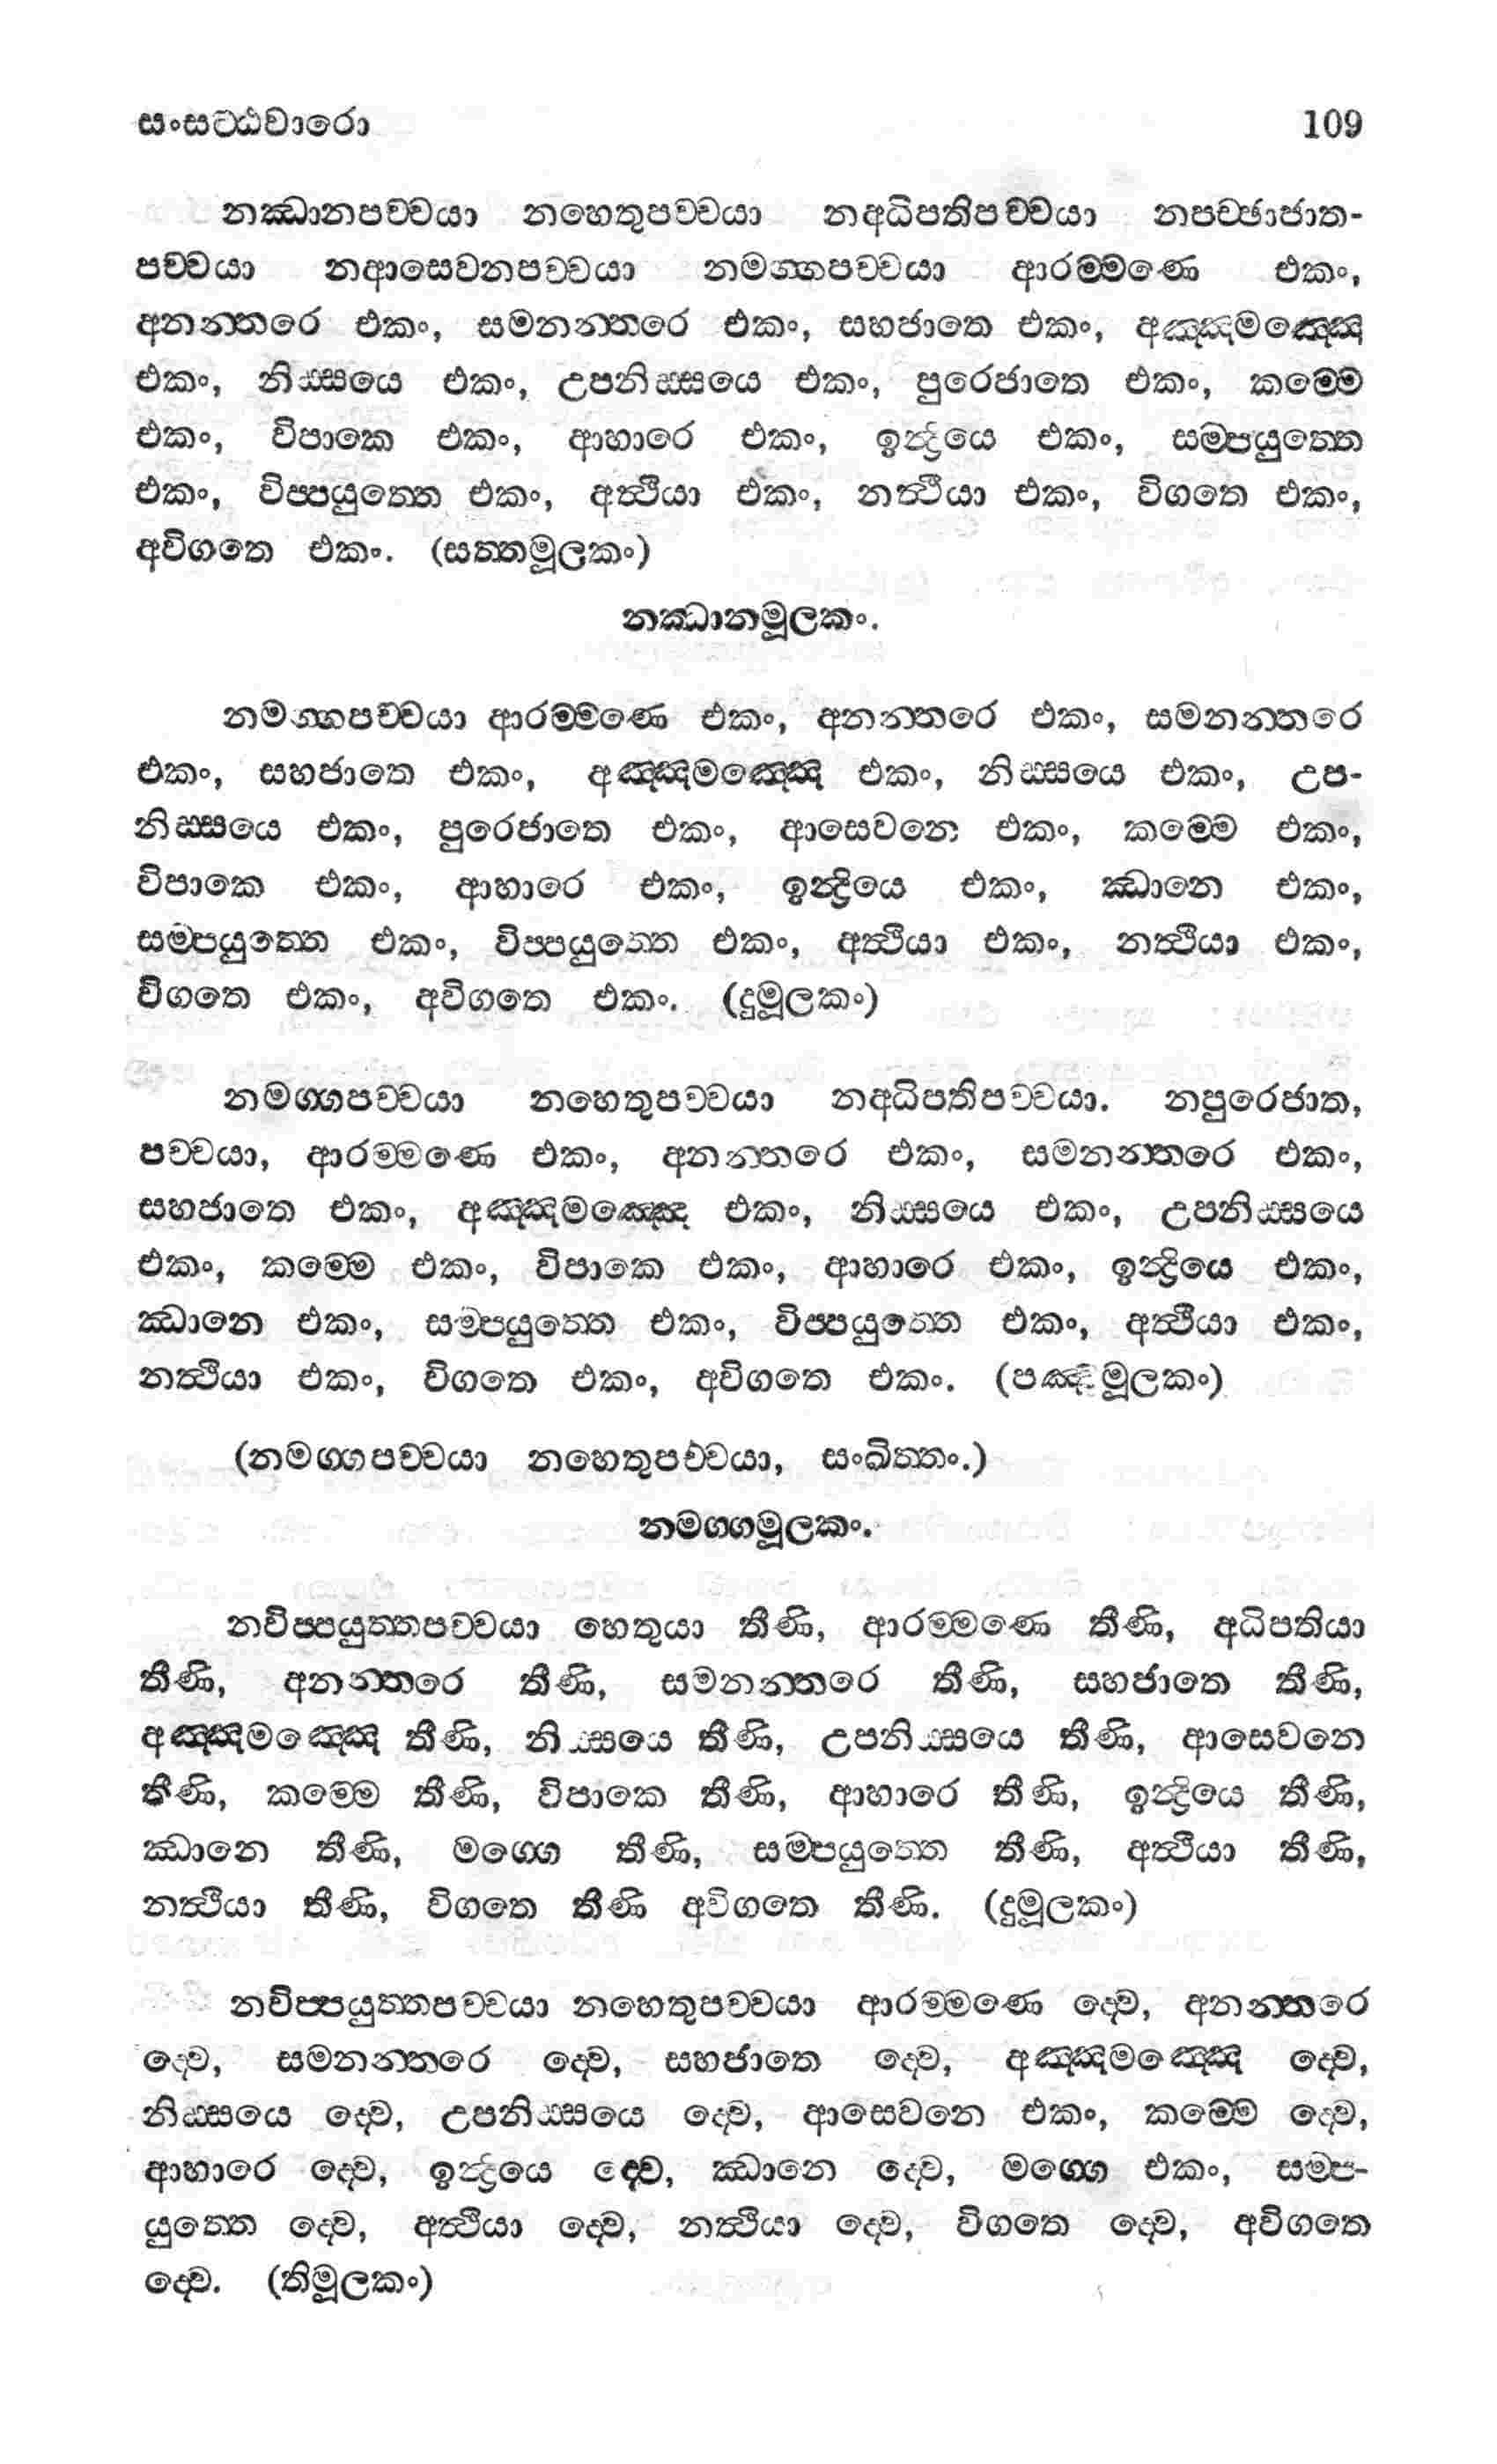 සංසට්ඨවාරො 109
නඣානපච්චයා නහෙතුපච්චයා නඅධිපතිපච්චයා නපච්ඡාජාත-
පච්චයා නආසෙවනපච්චයා නමග්ගපච්චයා ආරම්මණෙ එකං,
අනන්තරෙ එකං, සමනන්තරෙ එකං, සහජාතෙ එකං, අඤ්ඤමඤ්ඤෙ
එකං, නිස්සයෙ එකං, උපනිස්සයෙ එකං, පුරෙජාතෙ එකං, කම්මෙ
එකං, විපාකෙ එකං, ආහාරෙ එකං, ඉන්ද්‍රියෙ එකං, සම්පයුත්තෙ
එකං, විප්පයුත්තෙ එකං, අත්ථියා එකං, නත්ථියා එකං, විගතෙ එකං,
අවිගතෙ එකං. (සත්තමූලකං)
නඣානමූලකං.
නමග්ගපච්චයා ආරම්මණෙ එකං, අනන්තරෙ එකං, සමනන්තරෙ
එකං, සහජාතෙ එකං, අඤ්ඤමඤ්ඤෙ එකං, නිස්සයෙ එකං, උප-
නිස්සයෙ එකං, පුරෙජාතෙ එකං, ආසෙවනෙ එකං, කම්මෙ එකං,
විපාකෙ එකං, ආහාරෙ එකං, ඉන්ද්‍රියෙ එකං, ඣානෙ එකං,
සම්පයුත්තෙ එකං, විප්පයුත්තෙ එකං, අත්ථියා එකං, නත්ථියා එකං,
විගතෙ එකං, අවිගතෙ එකං. (දුමූලකං)
නමග්ගපච්චයා නහෙතුපච්චයා නඅධිපතිපච්චයා. නපුරෙජාත,
පච්චයා, ආරම්මණෙ එකං, අනන්තරෙ එකං, සමනන්තරෙ එකං,
සහජාතෙ එකං, අඤ්ඤමඤ්ඤෙ එකං, නිස්සයෙ එකං, උපනිස්සයෙ
එකං, කම්මෙ එකං, විපාකෙ එකං, ආහාරෙ එකං, ඉන්ද්‍රියෙ එකං,
ඣානෙ එකං, සම්පයුත්තෙ එකං, විප්පයුත්තෙ එකං, අත්ථියා එකං,
නත්ථියා එකං, විගතෙ එකං, අවිගතෙ එකං. (පඤ්චමූලකං)
(නමග්ගපච්චයා නහෙතුපච්චයා, සංඛිත්තං.)
නමග්ගමූලකං.
නවිප්පයුත්තපච්චයා හෙතුයා තීණි, ආරම්මණෙ තීණි, අධිපතියා
තීණි, අනන්තරෙ තීණි, සමනන්තරෙ තීණි, සහජාතෙ තීණි,
අඤ්ඤමඤ්ඤෙ තීණි, නිස්සයෙ තීණි, උපනිස්සයෙ තීණි, ආසෙවනෙ
තීණි, කම්මෙ තීණි, විපාකෙ තීණි, ආහාරෙ තීණි, ඉන්ද්‍රියෙ තීණි,
ඣානෙ තීණි, මග්ගෙ තීණි, සම්පයුත්තෙ තීණි, අත්ථියා තීණි,
නත්ථියා තීණි, විගතෙ තීණි අවිගතෙ තීණි. (දුමූලකං)
නවිප්පයුත්තපච්චයා නහෙතුපච්චයා ආරම්මණෙ ද්වෙ, අනන්තරෙ
ද්වෙ, සමනන්තරෙ ද්වෙ, සහජාතෙ ද්වෙ, අඤ්ඤමඤ්ඤෙ ද්වෙ,
නිස්සයෙ ද්වෙ, උපනිස්සයෙ ද්වෙ, ආසෙවනෙ එකං, කම්මෙ ද්වෙ,
ආහාරෙ ද්වෙ, ඉන්ද්‍රියෙ ද්වෙ, ඣානෙ ද්වෙ, මග්ගෙ එකං, සම්ප-
යුත්තෙ ද්වෙ, අත්ථියා ද්වෙ, නත්ථියා ද්වෙ, විගතෙ ද්වෙ, අවිගතෙ
ද්වෙ. (තිමූලකං)